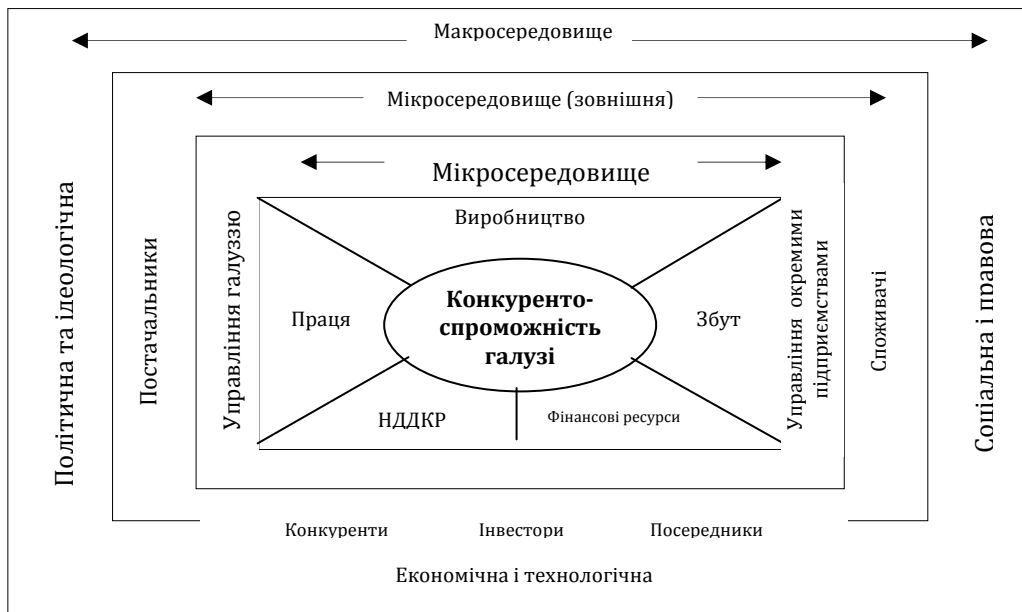 Макросередовище
Мікросередовище (зовнішня)
Мікросередовище
Виробництво
Політична та ідеологічна
Постачальники
Управління галуззю
Праця
Конкуренто-
спроможність
галузі
Збут
Управління окремими
підприємствами
Споживачі
Соціальна і правова
НДДКР
Фінансові ресурси
Конкуренти
Інвестори
Посередники
Економічна і технологічна